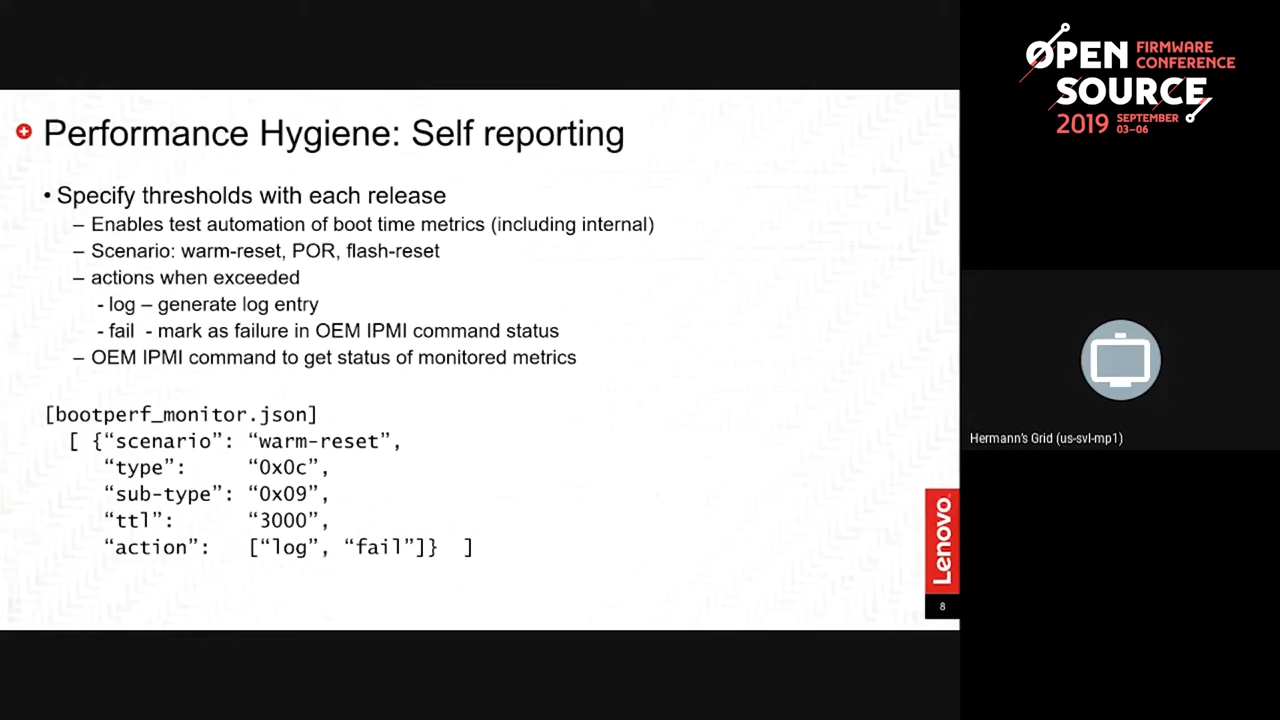 Performance Hygiene: Self reporting
• Specify thresholds with each release
– Enables test automation of boot time metrics (including internal)
– Scenario: warm-reset, POR, flash-reset
– actions when exceeded
- log – generate log entry
- fail  - mark as failure in OEM IPMI command status
– OEM IPMI command to get status of monitored metrics
[bootperf_monitor.json]
[ {“scenario”: “warm-reset”,
“type”: “0x0c”,
“sub-type”: “0x09”,
“ttl”: “3000”,
“action”: [“log”, “fail”]}  ]
Lenovo
8
OPEN FIRMWARE
CONFERENCE
SOURCE
2019 SEPTEMBER
03–06
Hermann's Grid (us-svl-mp1)